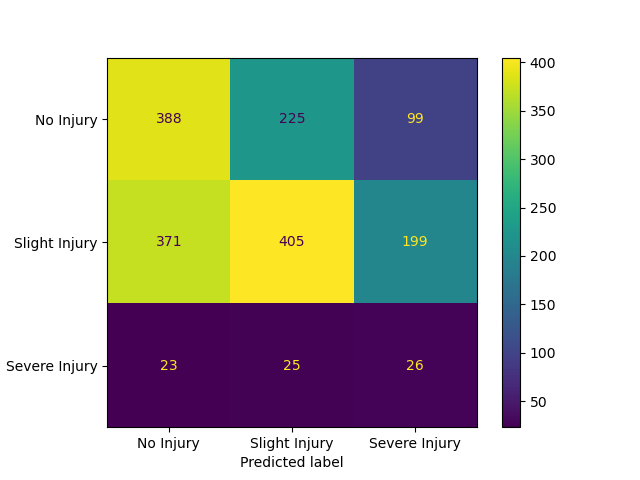 No Injury 388 225 99
Slight Injury 371 405 199
Severe Injury 23 25 26
No Injury Slight Injury Severe Injury
Predicted label
400
350
300
250
200
150
100
50